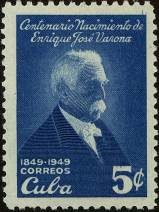 Centenario Nacimiento de
Enrique José Varona
1849-1949
CORREOS
Cuba
5¢